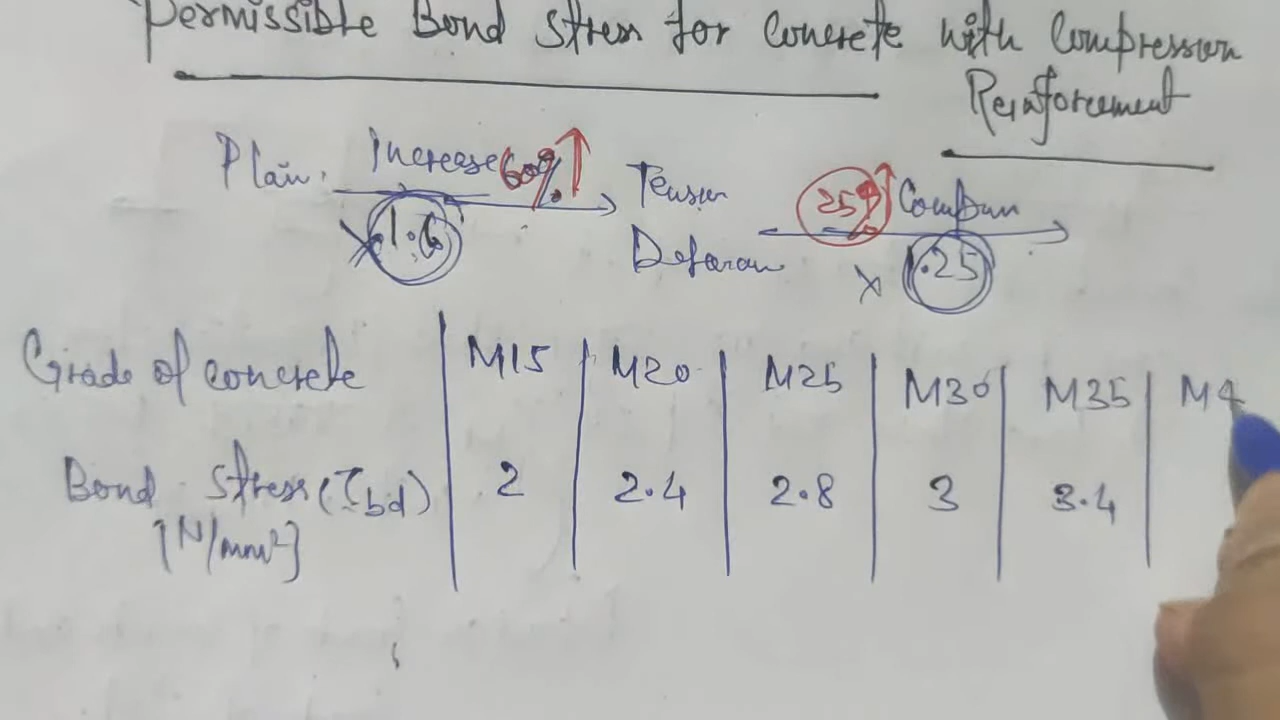 Permissible Bond Stress for Concrete with Compression
Reinforcement
Plain. Increase 60%
×1.6
Tension
Deforan
25%
× 1.25
Grade of concrete M15 M20 M25 M30 M35 M4
Bond Stress (τbd) 2 2.4 2.8 3 3.4
[N/mm²]